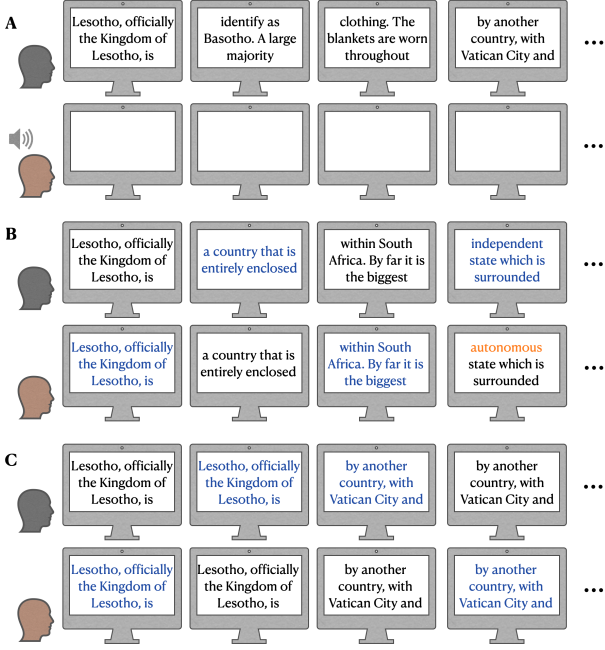 A
Lesotho, officially
the Kingdom of
Lesotho, is
identify as
Basotho. A large
majority
clothing. The
blankets are worn
throughout
by another
country, with
Vatican City and
...
...
B
Lesotho, officially
the Kingdom of
Lesotho, is
a country that is
entirely enclosed
within South
Africa. By far it is
the biggest
independent
state which is
surrounded
...
Lesotho, officially
the Kingdom of
Lesotho, is
a country that is
entirely enclosed
within South
Africa. By far it is
the biggest
autonomous
state which is
surrounded
...
C
Lesotho, officially
the Kingdom of
Lesotho, is
Lesotho, officially
the Kingdom of
Lesotho, is
by another
country, with
Vatican City and
by another
country, with
Vatican City and
...
Lesotho, officially
the Kingdom of
Lesotho, is
Lesotho, officially
the Kingdom of
Lesotho, is
by another
country, with
Vatican City and
by another
country, with
Vatican City and
...